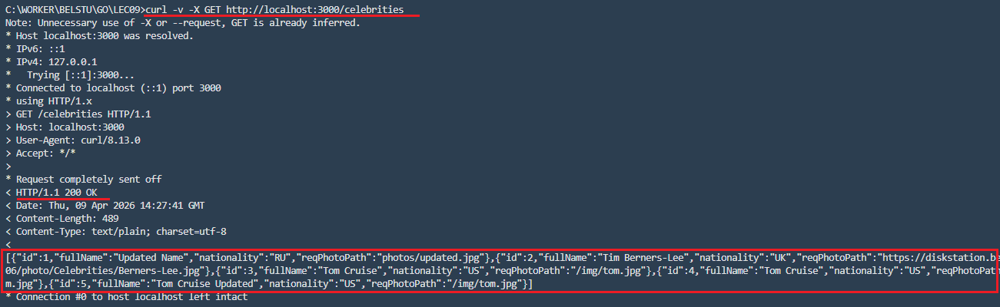 C:\WORKER\BELSTU\GO\LEC09>curl -v -X GET http://localhost:3000/celebrities
Note: Unnecessary use of -X or --request, GET is already inferred.
* Host localhost:3000 was resolved.
* IPv6: ::1
* IPv4: 127.0.0.1
*   Trying [::1]:3000...
* Connected to localhost (::1) port 3000
* using HTTP/1.x
> GET /celebrities HTTP/1.1
> Host: localhost:3000
> User-Agent: curl/8.13.0
> Accept: */*
>
* Request completely sent off
< HTTP/1.1 200 OK
< Date: Thu, 09 Apr 2026 14:27:41 GMT
< Content-Length: 489
< Content-Type: text/plain; charset=utf-8
<
[{"id":1,"fullName":"Updated Name","nationality":"RU","reqPhotoPath":"photos/updated.jpg"},{"id":2,"fullName":"Tim Berners-Lee","nationality":"UK","reqPhotoPath":"https://diskstation.be
06/photo/Celebrities/Berners-Lee.jpg"},{"id":3,"fullName":"Tom Cruise","nationality":"US","reqPhotoPath":"/img/tom.jpg"},{"id":4,"fullName":"Tom Cruise","nationality":"US","reqPhotoPat
m.jpg"},{"id":5,"fullName":"Tom Cruise Updated","nationality":"US","reqPhotoPath":"/img/tom.jpg"}]
* Connection #0 to host localhost left intact